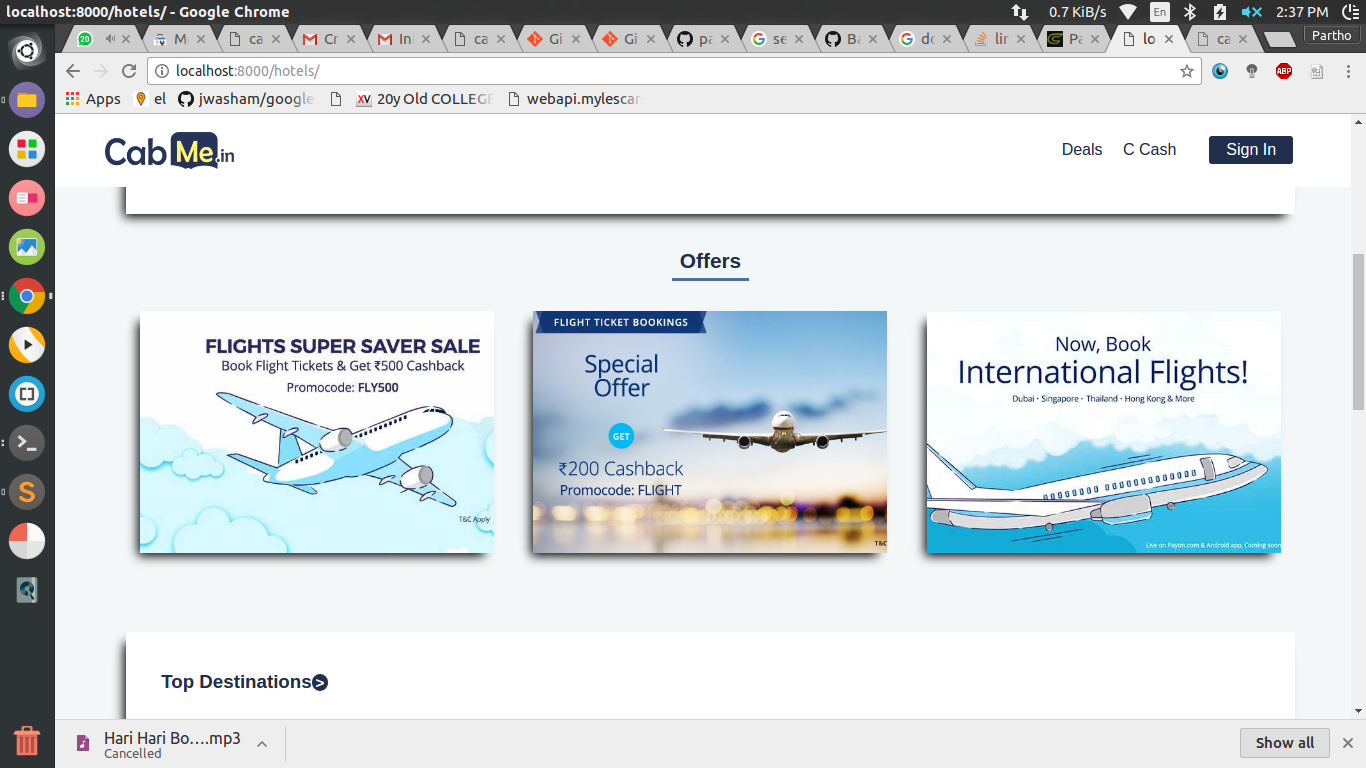 localhost:8000/hotels/ - Google Chrome
0.7 KiB/s
En
2:37 PM
20
M
ca
Cr
In
ca
Gi
Gi
pa
se
Ba
do
lir
Pa
lo
ca
Partho
localhost:8000/hotels/
ABP
Apps
el
jwasham/google
XV
20y Old COLLEGE
webapi.mylescar
CabMe.in
Deals
C Cash
Sign In
Offers
FLIGHTS SUPER SAVER SALE
Book Flight Tickets & Get ₹500 Cashback
Promocode: FLY500
T&C Apply
FLIGHT TICKET BOOKINGS
Special
Offer
GET
₹200 Cashback
Promocode: FLIGHT
T&C
Now, Book
International Flights!
Dubai • Singapore • Thailand • Hong Kong & More
Live on Paytm.com & Android app, Coming soon
Top Destinations>
Hari Hari Bo....mp3
Cancelled
Show all